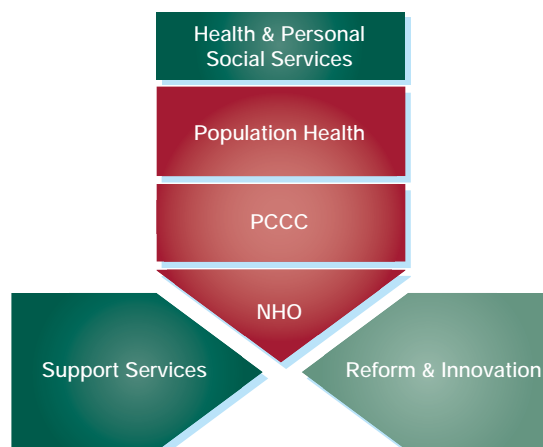 Health & Personal
Social Services
Population Health
PCCC
NHO
Support Services
Reform & Innovation